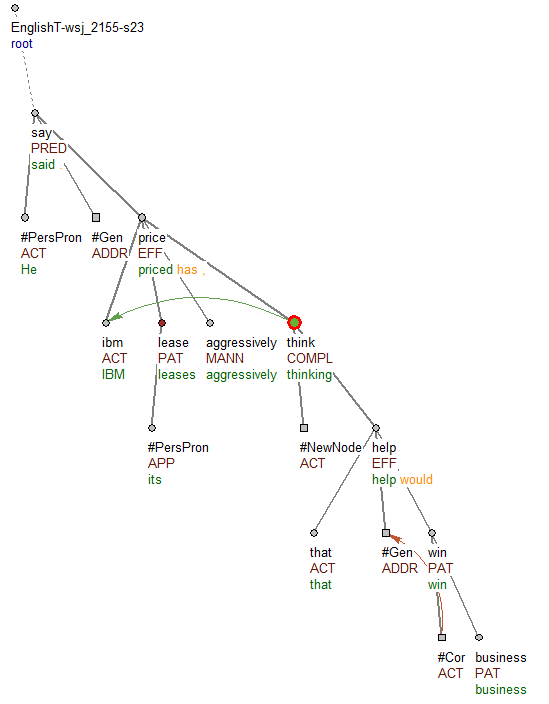 EnglishT-wsj_2155-s23
root
say
PRED
said .
#PersPron
ACT
He
#Gen
ADDR
price
EFF
priced has ,
ibm
ACT
IBM
lease
PAT
leases
aggressively
MANN
aggressively
think
COMPL
thinking
#PersPron
APP
its
#NewNode
ACT
help
EFF
help would
that
ACT
that
#Gen
ADDR
win
PAT
win
#Cor
ACT
business
PAT
business